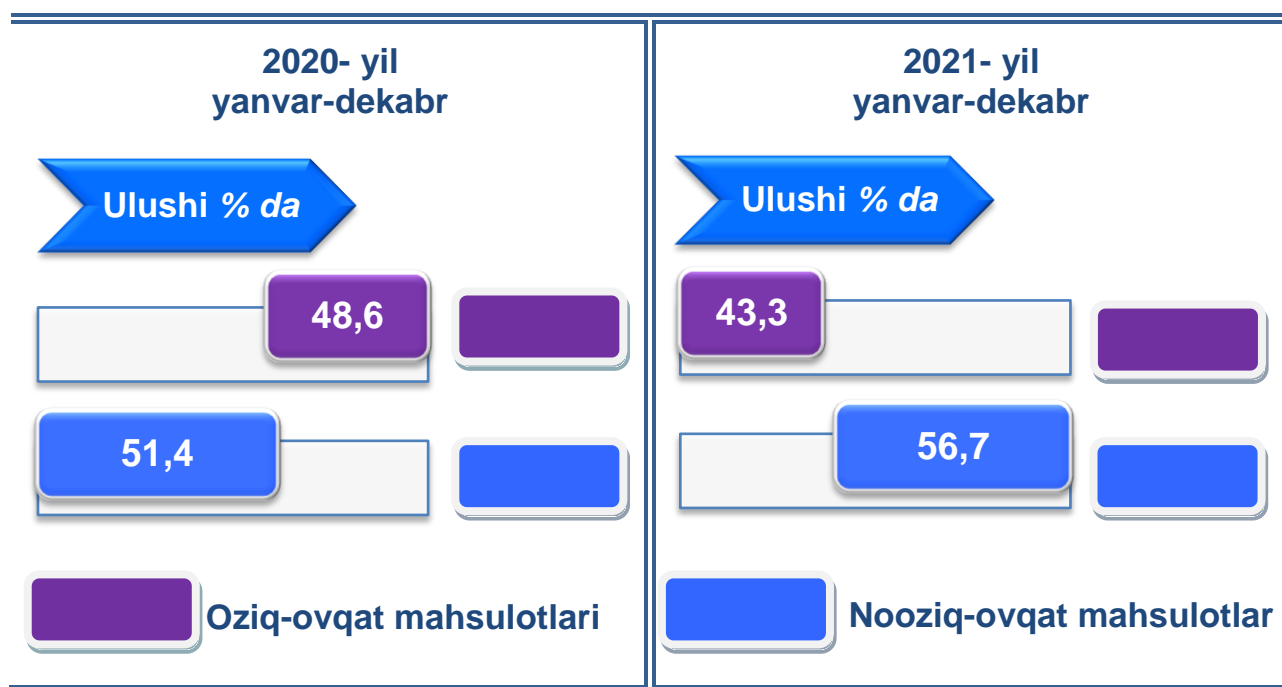 2020- yil
yanvar-dekabr
Ulushi % da
48,6
51,4
Oziq-ovqat mahsulotlari
2021- yil
yanvar-dekabr
Ulushi % da
43,3
56,7
Nooziq-ovqat mahsulotlar